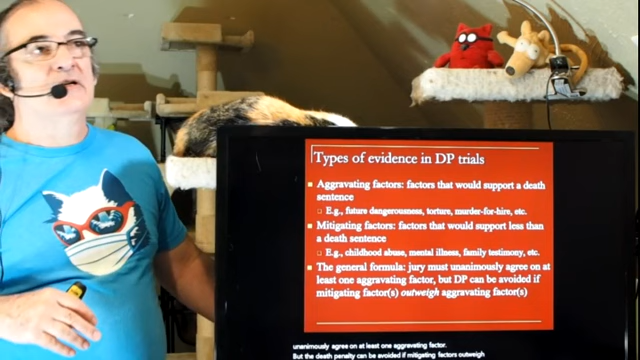 Types of evidence in DP trials
Aggravating factors: factors that would support a death
sentence
E.g., future dangerousness, torture, murder-for-hire, etc.
Mitigating factors: factors that would support less than
a death sentence
E.g., childhood abuse, mental illness, family testimony, etc.
The general formula: jury must unanimously agree on at
least one aggravating factor, but DP can be avoided if
mitigating factor(s) outweigh aggravating factor(s)
unanimously agree on at least one aggravating factor.
But the death penalty can be avoided if mitigating factors outweigh